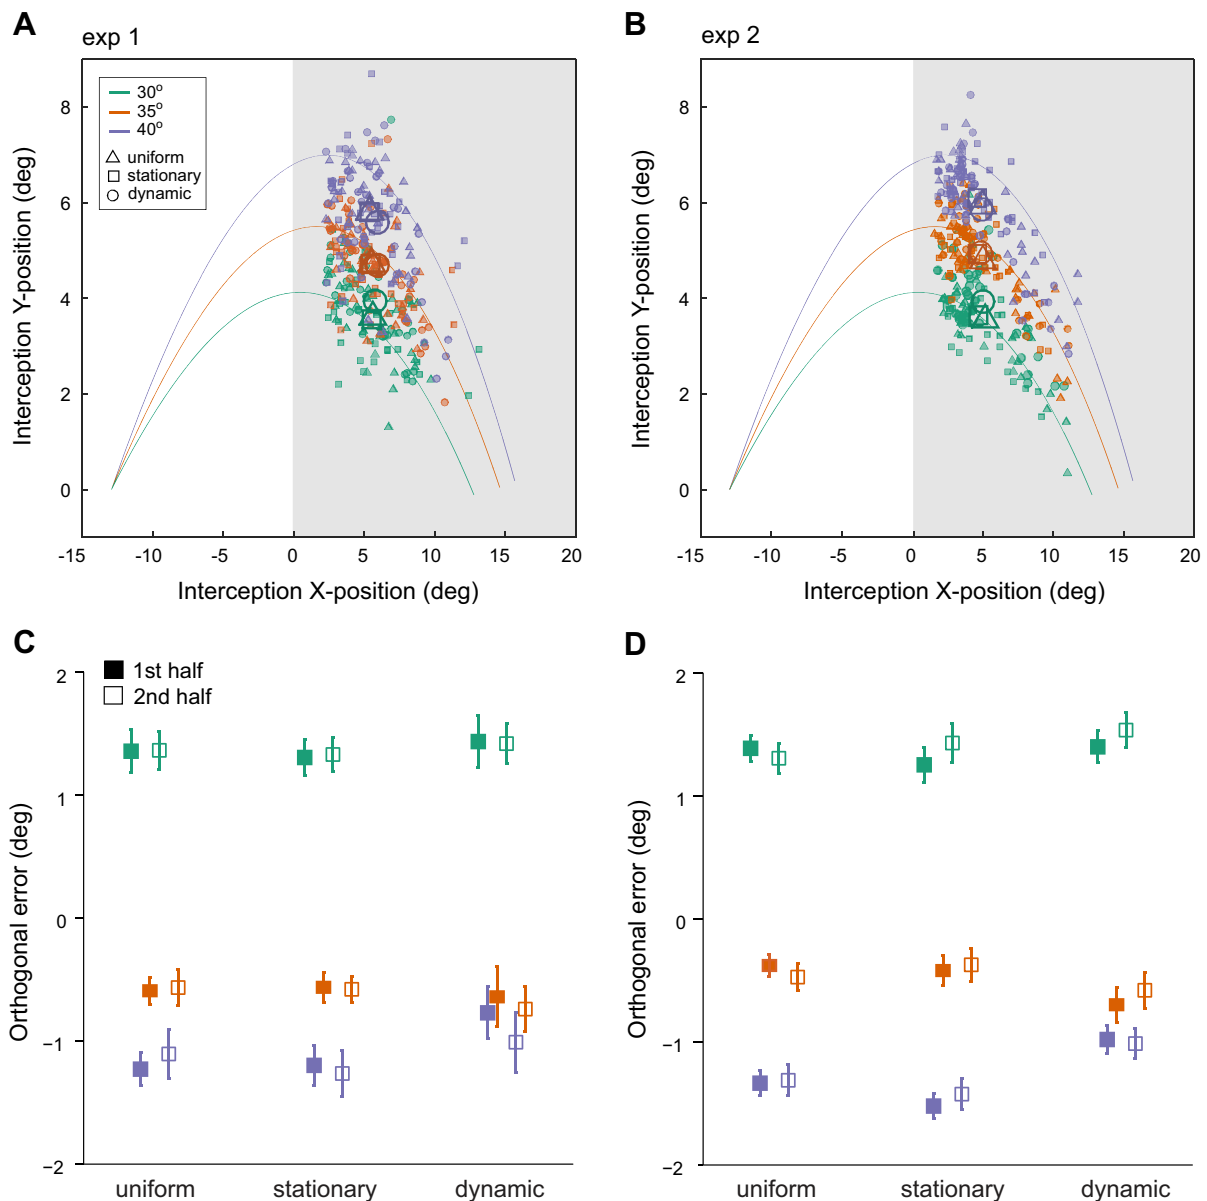 A
exp 1
30°
35°
40°
uniform
stationary
dynamic
8
6
4
2
0
Interception Y-position (deg)
-15
-10
-5
0
5
10
15
20
Interception X-position (deg)
B
exp 2
8
6
4
2
0
Interception Y-position (deg)
-15
-10
-5
0
5
10
15
20
Interception X-position (deg)
C
1st half
2nd half
2
1
0
−1
−2
Orthogonal error (deg)
uniform
stationary
dynamic
D
2
1
0
−1
−2
Orthogonal error (deg)
uniform
stationary
dynamic